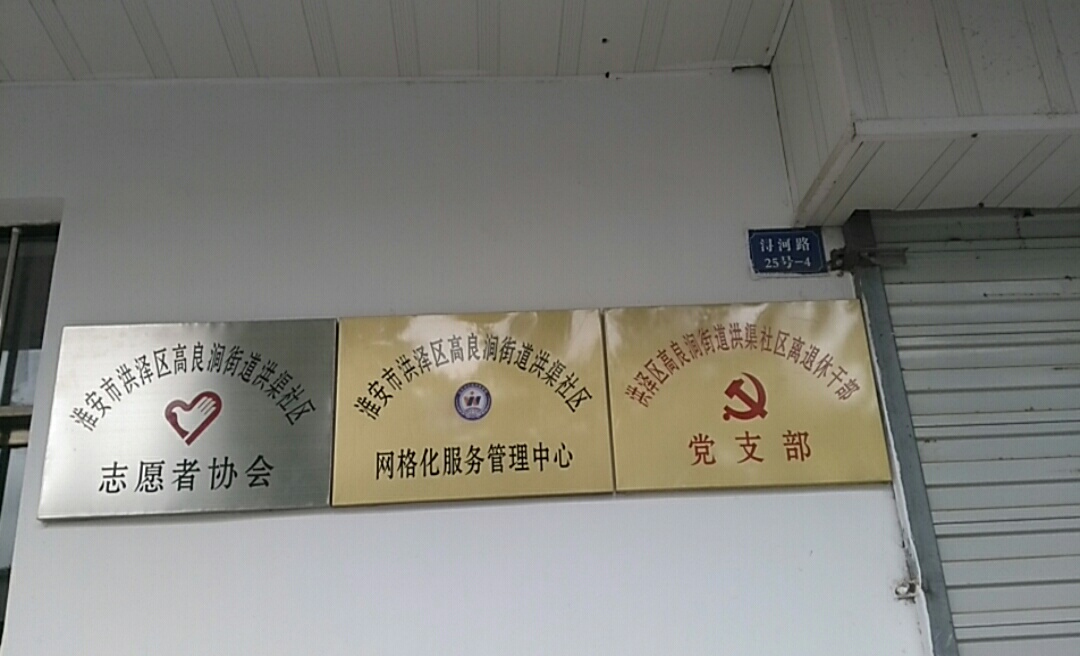 浔河路
25号-4
淮安市洪泽区高良涧街道洪渠社区
志愿者协会
淮安市洪泽区高良涧街道洪渠社区
网格化服务管理中心
洪泽区高良涧街道洪渠社区离退休干部
党支部